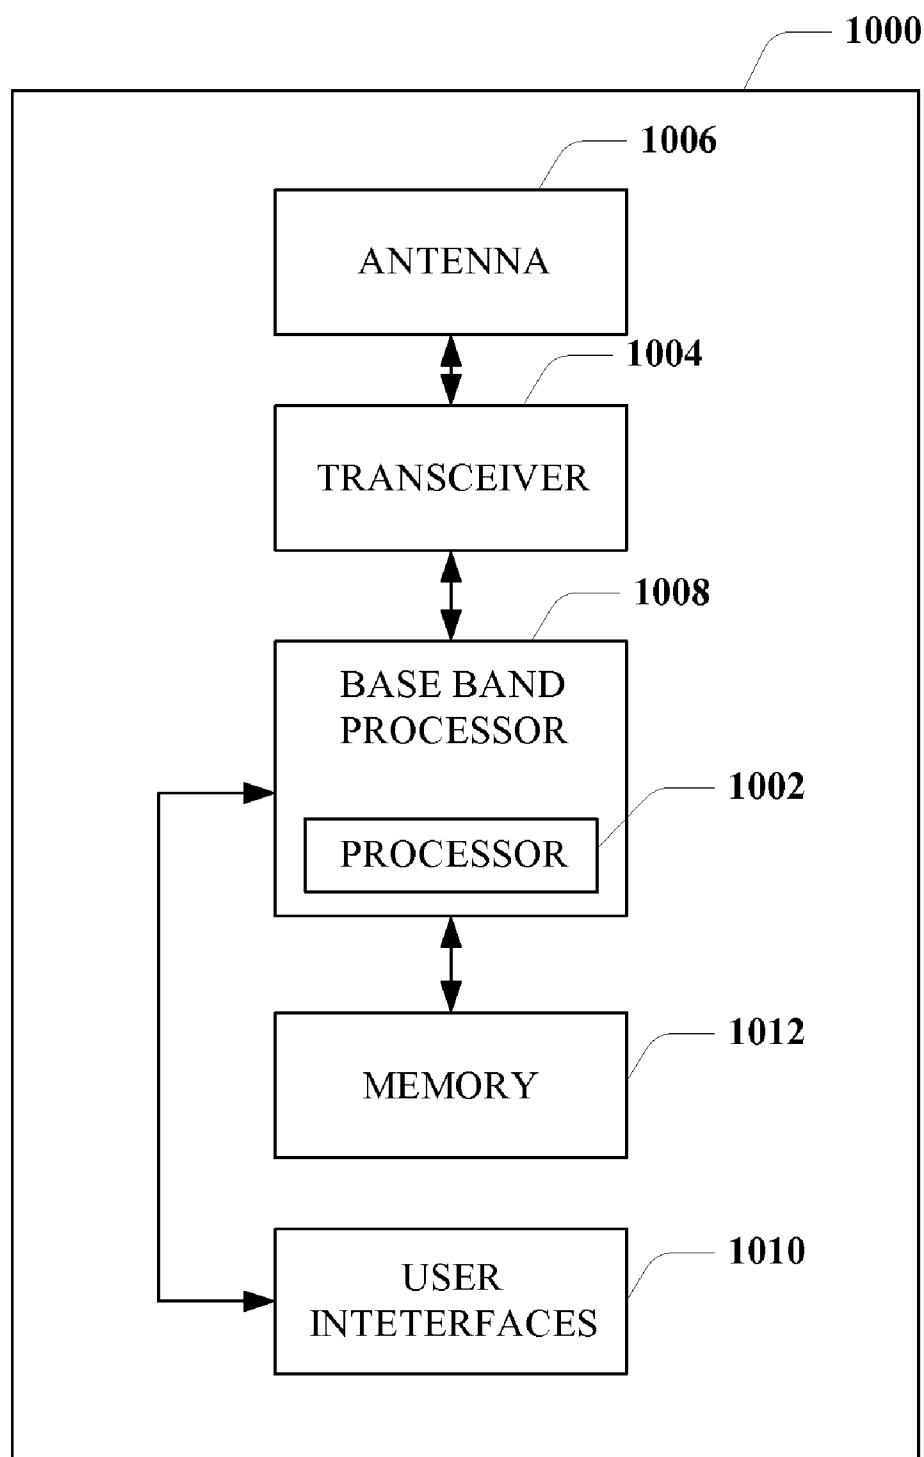 1000
1006
ANTENNA
1004
TRANSCEIVER
1008
BASE BAND
PROCESSOR
1002
PROCESSOR
1012
MEMORY
1010
USER
INTETERFACES